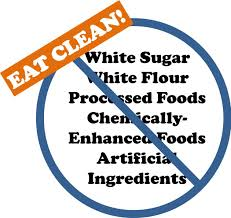 EAT CLEAN!
White Sugar
White Flour
Processed Foods
Chemically-
Enhanced Foods
Artificial
Ingredients